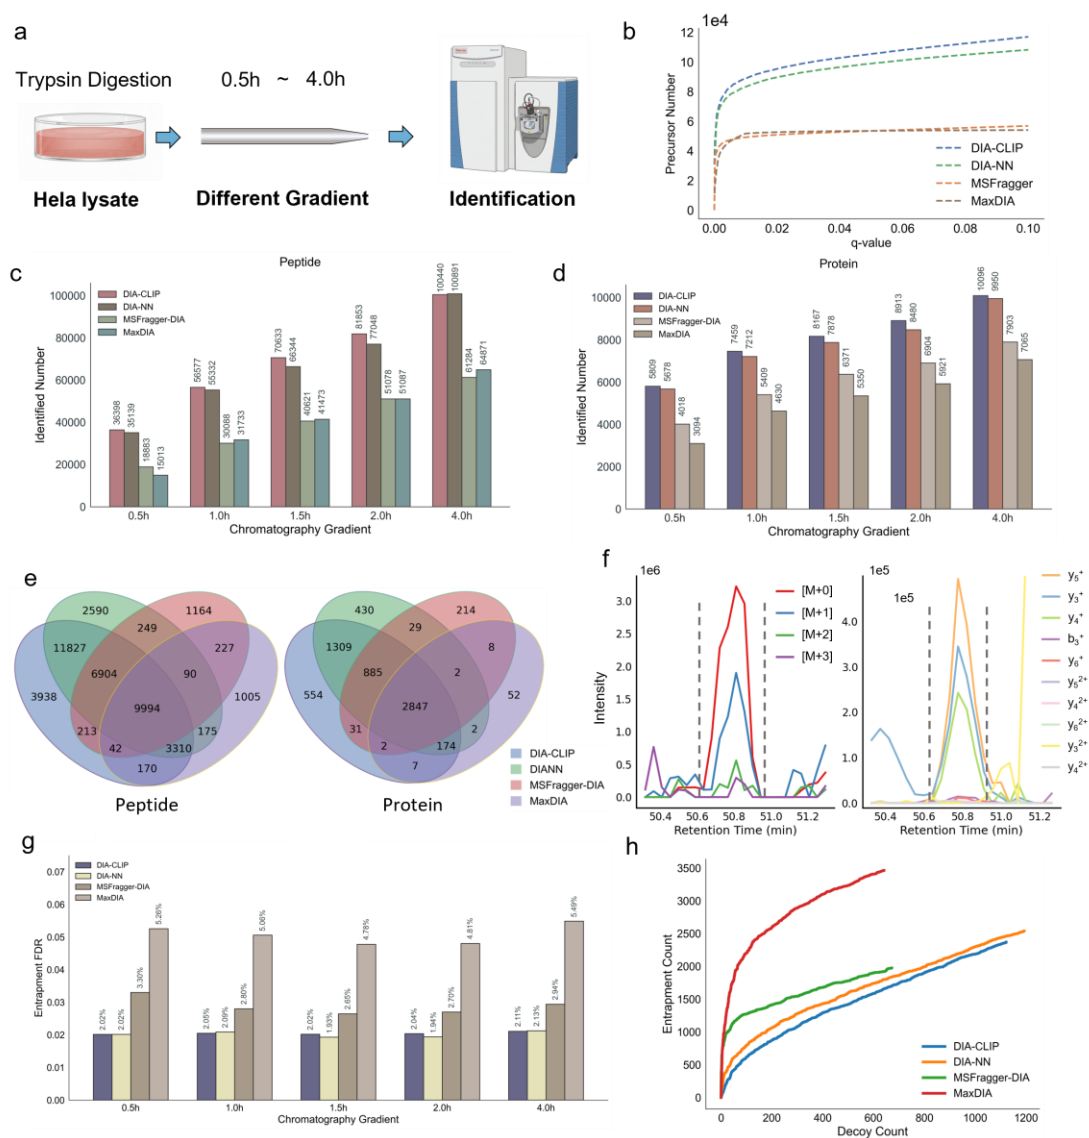 a
Trypsin Digestion
0.5h ~ 4.0h
Hela lysate
Different Gradient
Identification
b
1e4
Precursor Number
12
10
8
6
4
2
0
0.00 0.02 0.04 0.06 0.08 0.10
q-value
DIA-CLIP
DIA-NN
MSFragger
MaxDIA
c
Peptide
Identified Number
100000
80000
60000
40000
20000
0
DIA-CLIP
DIA-NN
MSFragger-DIA
MaxDIA
36398 35139 18883 15013
56577 55332 30088 31733
70633 66344 40621 41473
81853 77048 51078 51087
100440 100891 61284 64871
0.5h 1.0h 1.5h 2.0h 4.0h
Chromatography Gradient
d
Protein
Identified Number
10000
8000
6000
4000
2000
0
DIA-CLIP
DIA-NN
MSFragger-DIA
MaxDIA
5809 5678 4018 3094
7459 7212 5409 4630
8167 7878 6371 5350
8913 8480 6904 5921
10096 9950 7903 7065
0.5h 1.0h 1.5h 2.0h 4.0h
Chromatography Gradient
e
2590 1164
249
11827 227
6904 90
3938 1005
9994
213 175
42 3310
170
Peptide
430 214
29
1309 8
885 2
554 52
2847
31 2
2 174
7
Protein
DIA-CLIP
DIANN
MSFragger-DIA
MaxDIA
f
1e6
Intensity
3.0
2.5
2.0
1.5
1.0
0.5
0.0
[M+0]
[M+1]
[M+2]
[M+3]
50.4 50.6 50.8 51.0 51.2
Retention Time (min)
1e5
1e5
4.0
3.0
2.0
1.0
0.0
50.4 50.6 50.8 51.0 51.2
Retention Time (min)
y₅⁺
y₃⁺
y₄⁺
b₃⁺
y₆⁺
y₅²⁺
y₄²⁺
y₆²⁺
y₃²⁺
y₄²⁺
g
Entrapment FDR
0.07
0.06
0.05
0.04
0.03
0.02
0.01
0.00
DIA-CLIP
DIA-NN
MSFragger-DIA
MaxDIA
2.02% 2.02% 3.30% 5.26%
2.05% 2.09% 2.80% 5.06%
2.02% 1.93% 2.65% 4.78%
2.04% 1.94% 2.70% 4.81%
2.11% 2.13% 2.94% 5.49%
0.5h 1.0h 1.5h 2.0h 4.0h
Chromatography Gradient
h
Entrapment Count
3500
3000
2500
2000
1500
1000
500
0
0 200 400 600 800 1000 1200
Decoy Count
DIA-CLIP
DIA-NN
MSFragger-DIA
MaxDIA